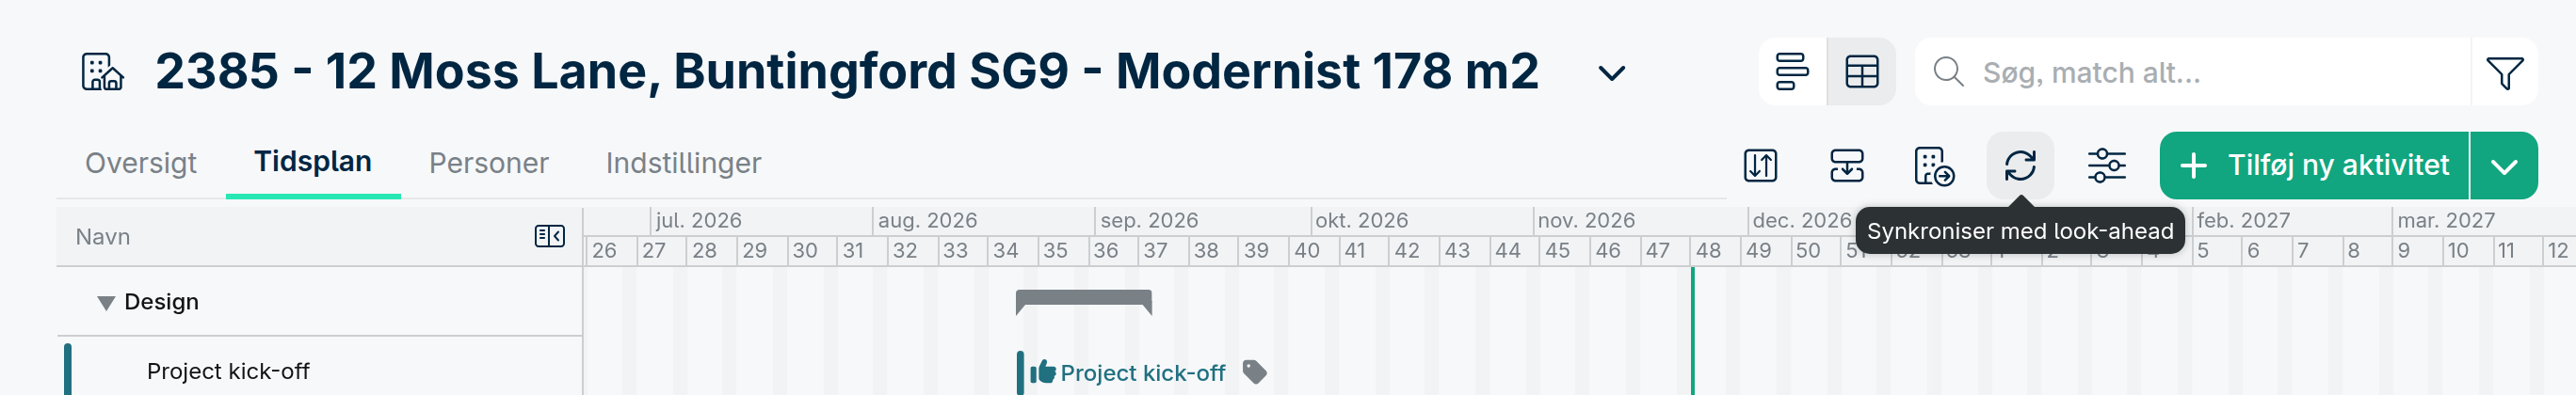 2385 - 12 Moss Lane, Buntingford SG9 - Modernist 178 m2
Søg, match alt...
Oversigt Tidsplan Personer Indstillinger
Tilføj ny aktivitet
Synkroniser med look-ahead
Navn
jul. 2026 aug. 2026 sep. 2026 okt. 2026 nov. 2026 dec. 2026 feb. 2027 mar. 2027
26 27 28 29 30 31 32 33 34 35 36 37 38 39 40 41 42 43 44 45 46 47 48 49 50 5 6 7 8 9 10 11 12
Design
Project kick-off Project kick-off